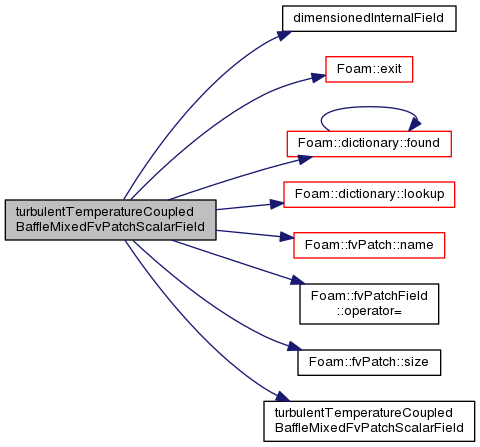 dimensionedInternalField
Foam::exit
Foam::dictionary::found
Foam::dictionary::lookup
turbulentTemperatureCoupled
BaffleMixedFvPatchScalarField
Foam::fvPatch::name
Foam::fvPatchField
::operator=
Foam::fvPatch::size
turbulentTemperatureCoupled
BaffleMixedFvPatchScalarField